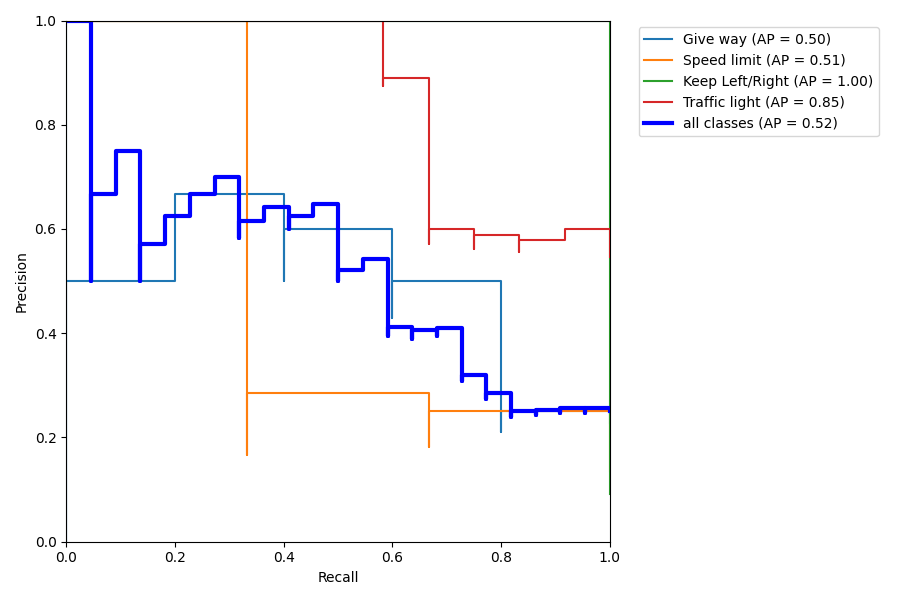 1.0
0.8
0.6
0.4
0.2
0.0
Precision
0.0 0.2 0.4 0.6 0.8 1.0
Recall
Give way (AP = 0.50)
Speed limit (AP = 0.51)
Keep Left/Right (AP = 1.00)
Traffic light (AP = 0.85)
all classes (AP = 0.52)